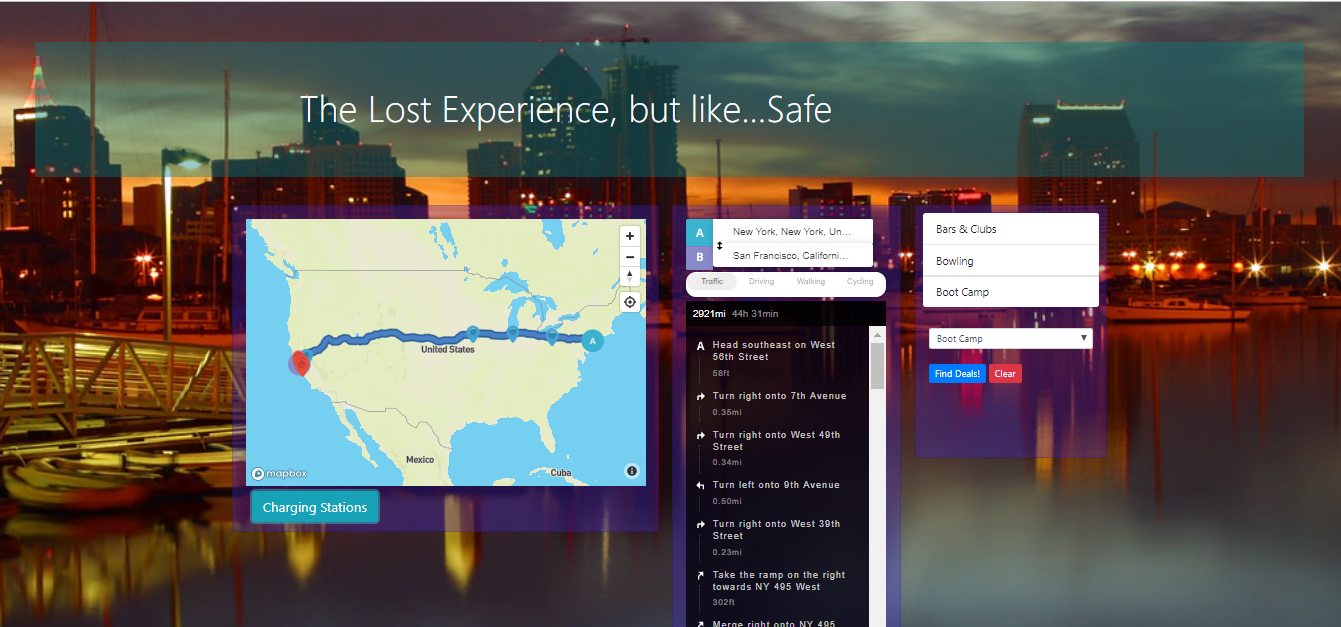 The Lost Experience, but like...Safe
United States
Mexico
Cuba
mapbox
Charging Stations
A
New York, New York, Un...
B
San Francisco, Californi...
Traffic
Driving
Walking
Cycling
2921mi 44h 31min
A
Head southeast on West
56th Street
58ft
Turn right onto 7th Avenue
0.35mi
Turn right onto West 49th
Street
0.34mi
Turn left onto 9th Avenue
0.50mi
Turn right onto West 39th
Street
0.23mi
Take the ramp on the right
towards NY 495 West
302ft
Merge right onto NY 495
Bars & Clubs
Bowling
Boot Camp
Boot Camp
Find Deals! Clear